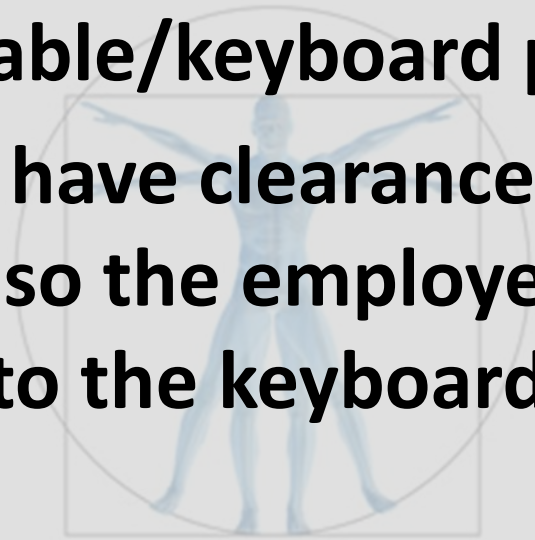 able/keyboard
have clearance
so the employe
to the keyboard